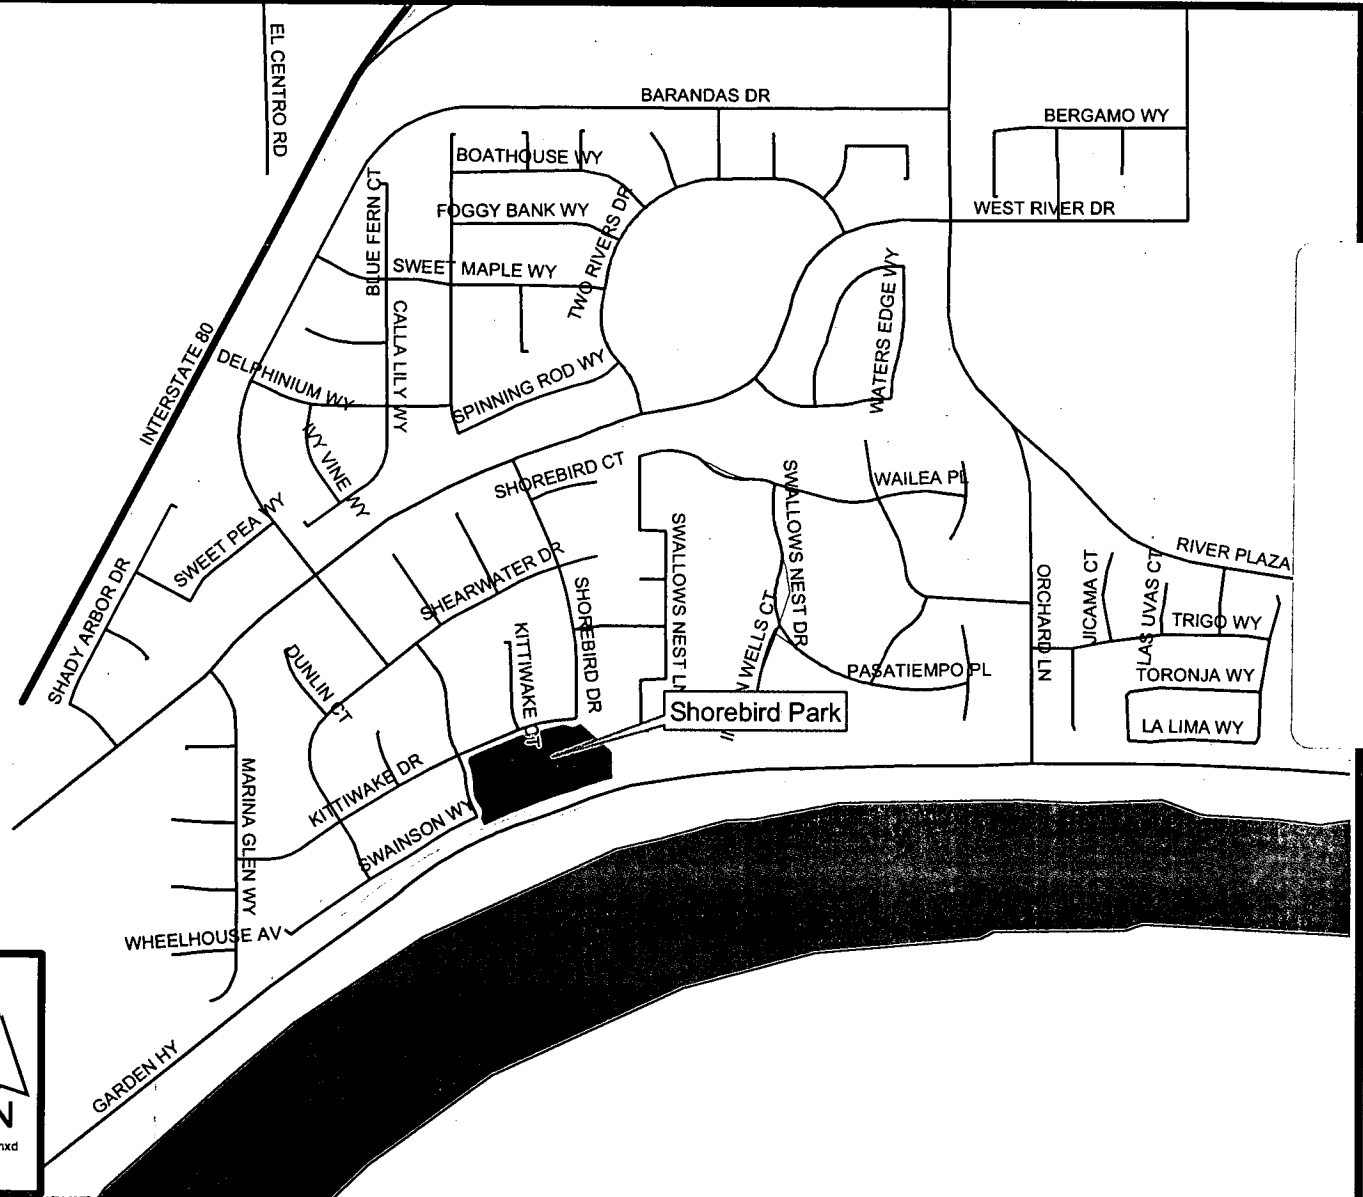 EL CENTRO RD
BARANDAS DR
BERGAMO WY
BOATHOUSE WY
BLUE FERN CT
FOGGY BANK WY
TWO RIVERS DR
WEST RIVER DR
SWEET MAPLE WY
WATERS EDGE WY
CALLA LILY WY
INTERSTATE 80
DELPHINIUM WY
SPINNING ROD WY
IVY VINE WY
SHOREBIRD CT
SWALLOWS NEST DR
WAILEA PL
SWEET PEA WY
SWALLOWS NEST LN
SHADY ARBOR DR
SHEARWATER DR
SHOREBIRD DR
RIVER PLAZA
ORCHARD LN
JICAMA CT
LAS UVAS CT
TRIGO WY
WELLS CT
KITTIWAKE CT
DUNLIN CT
PASATIEMPO PL
TORONJA WY
Shorebird Park
LA LIMA WY
MARINA GLEN WY
KITTIWAKE DR
SWAINSON WY
WHEELHOUSE AV
GARDEN HY
N
mxd